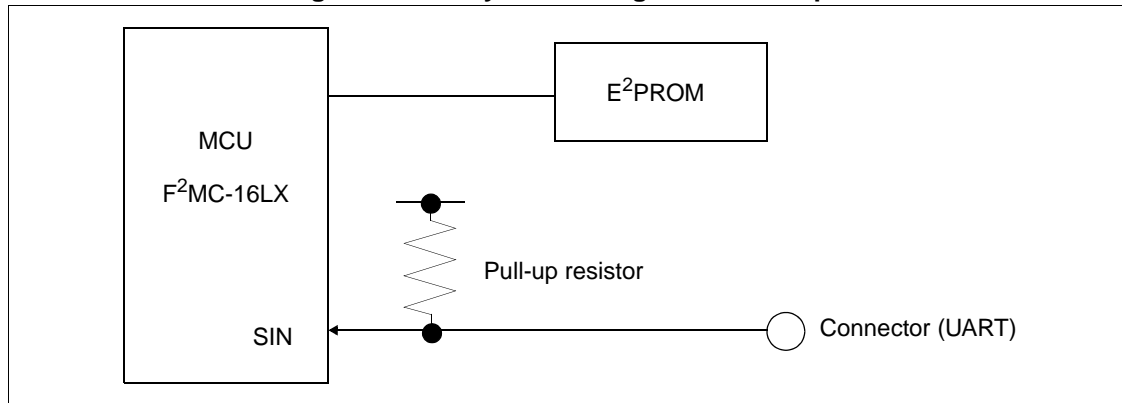 E²PROM
MCU
F²MC-16LX
Pull-up resistor
SIN
Connector (UART)